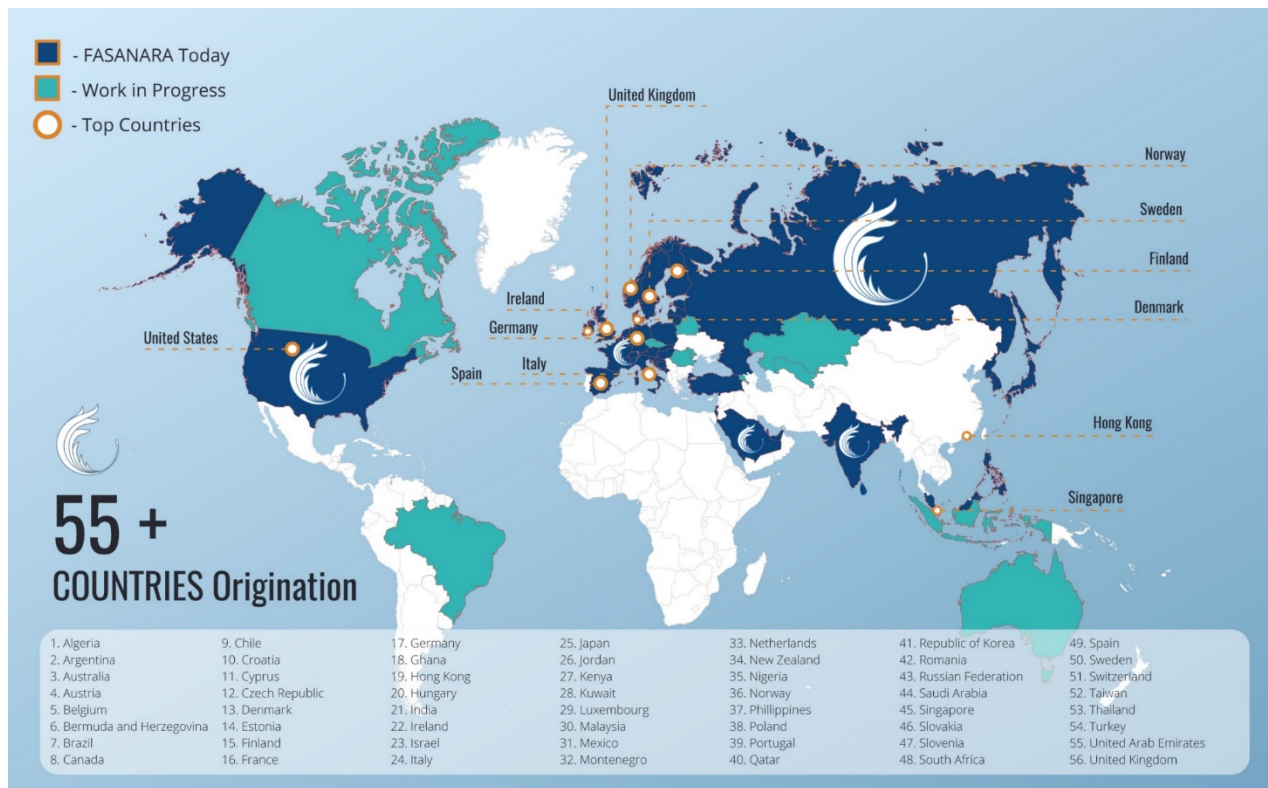 - FASANARA Today
- Work in Progress
- Top Countries
United Kingdom
Norway
Sweden
Finland
Denmark
Ireland
Germany
Italy
Spain
United States
Hong Kong
Singapore
55 +
COUNTRIES Origination
1. Algeria
2. Argentina
3. Australia
4. Austria
5. Belgium
6. Bermuda and Herzegovina
7. Brazil
8. Canada
9. Chile
10. Croatia
11. Cyprus
12. Czech Republic
13. Denmark
14. Estonia
15. Finland
16. France
17. Germany
18. Ghana
19. Hong Kong
20. Hungary
21. India
22. Ireland
23. Israel
24. Italy
25. Japan
26. Jordan
27. Kenya
28. Kuwait
29. Luxembourg
30. Malaysia
31. Mexico
32. Montenegro
33. Netherlands
34. New Zealand
35. Nigeria
36. Norway
37. Phillippines
38. Poland
39. Portugal
40. Qatar
41. Republic of Korea
42. Romania
43. Russian Federation
44. Saudi Arabia
45. Singapore
46. Slovakia
47. Slovenia
48. South Africa
49. Spain
50. Sweden
51. Switzerland
52. Taiwan
53. Thailand
54. Turkey
55. United Arab Emirates
56. United Kingdom